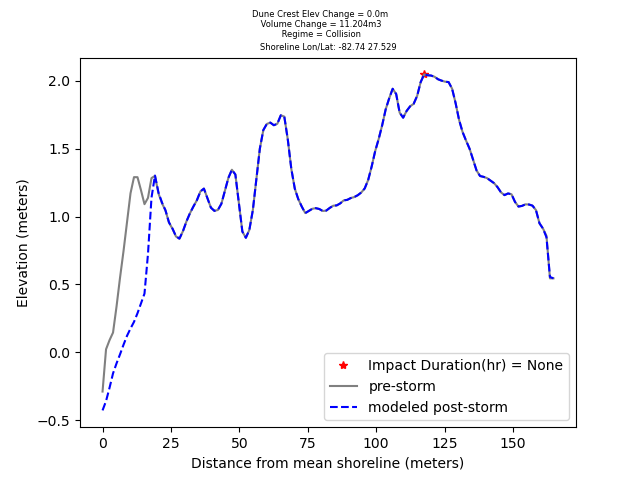 Dune Crest Elev Change = 0.0m
Volume Change = 11.204m3
Regime = Collision
Shoreline Lon/Lat: -82.74 27.529
2.0
1.5
1.0
0.5
0.0
−0.5
Elevation (meters)
Impact Duration(hr) = None
pre-storm
modeled post-storm
0 25 50 75 100 125 150
Distance from mean shoreline (meters)